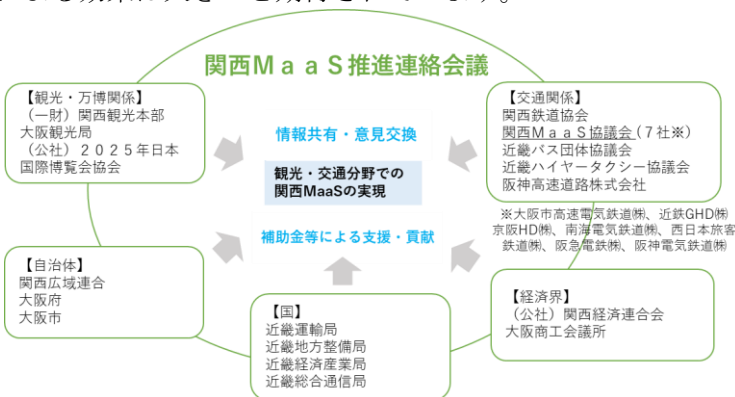 関西ＭａａＳ推進連絡会議
【観光・万博関係】
（一財）関西観光本部
大阪観光局
（公社）２０２５年日本
国際博覧会協会
情報共有・意見交換
観光・交通分野での
関西MaaSの実現
補助金等による支援・貢献
【交通関係】
関西鉄道協会
関西ＭａａＳ協議会（７社※）
近畿バス団体協議会
近畿ハイヤータクシー協議会
阪神高速道路株式会社
※大阪市高速電気鉄道㈱、近鉄GHD㈱
京阪HD㈱、南海電気鉄道㈱、西日本旅客
鉄道㈱、阪急電鉄㈱、阪神電気鉄道㈱
【自治体】
関西広域連合
大阪府
大阪市
【国】
近畿運輸局
近畿地方整備局
近畿経済産業局
近畿総合通信局
【経済界】
（公社）関西経済連合会
大阪商工会議所